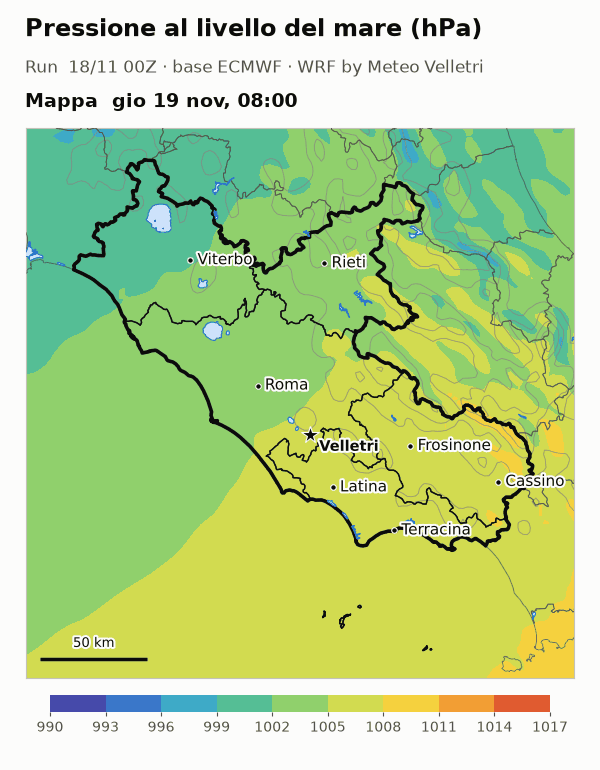 Pressione al livello del mare (hPa)
Run  18/11 00Z · base ECMWF · WRF by Meteo Velletri
Mappa  gio 19 nov, 08:00
Viterbo
Rieti
Roma
Velletri
Frosinone
Latina
Cassino
Terracina
50 km
990 993 996 999 1002 1005 1008 1011 1014 1017